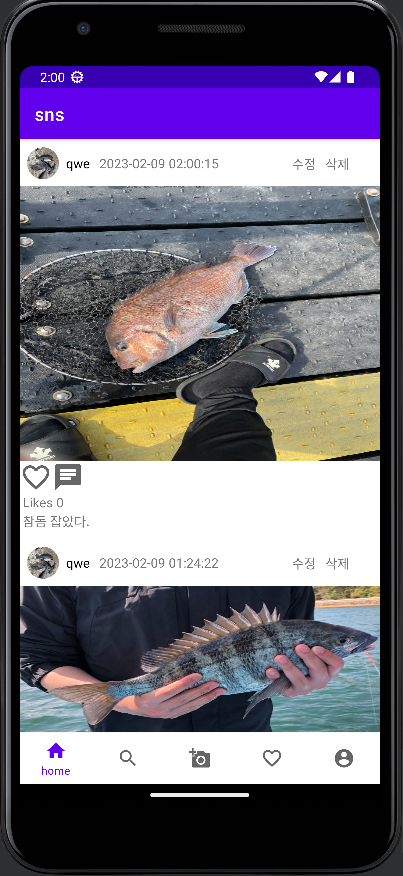 2:00
sns
qwe 2023-02-09 02:00:15 수정 삭제
Likes 0
참돔 잡았다.
qwe 2023-02-09 01:24:22 수정 삭제
home